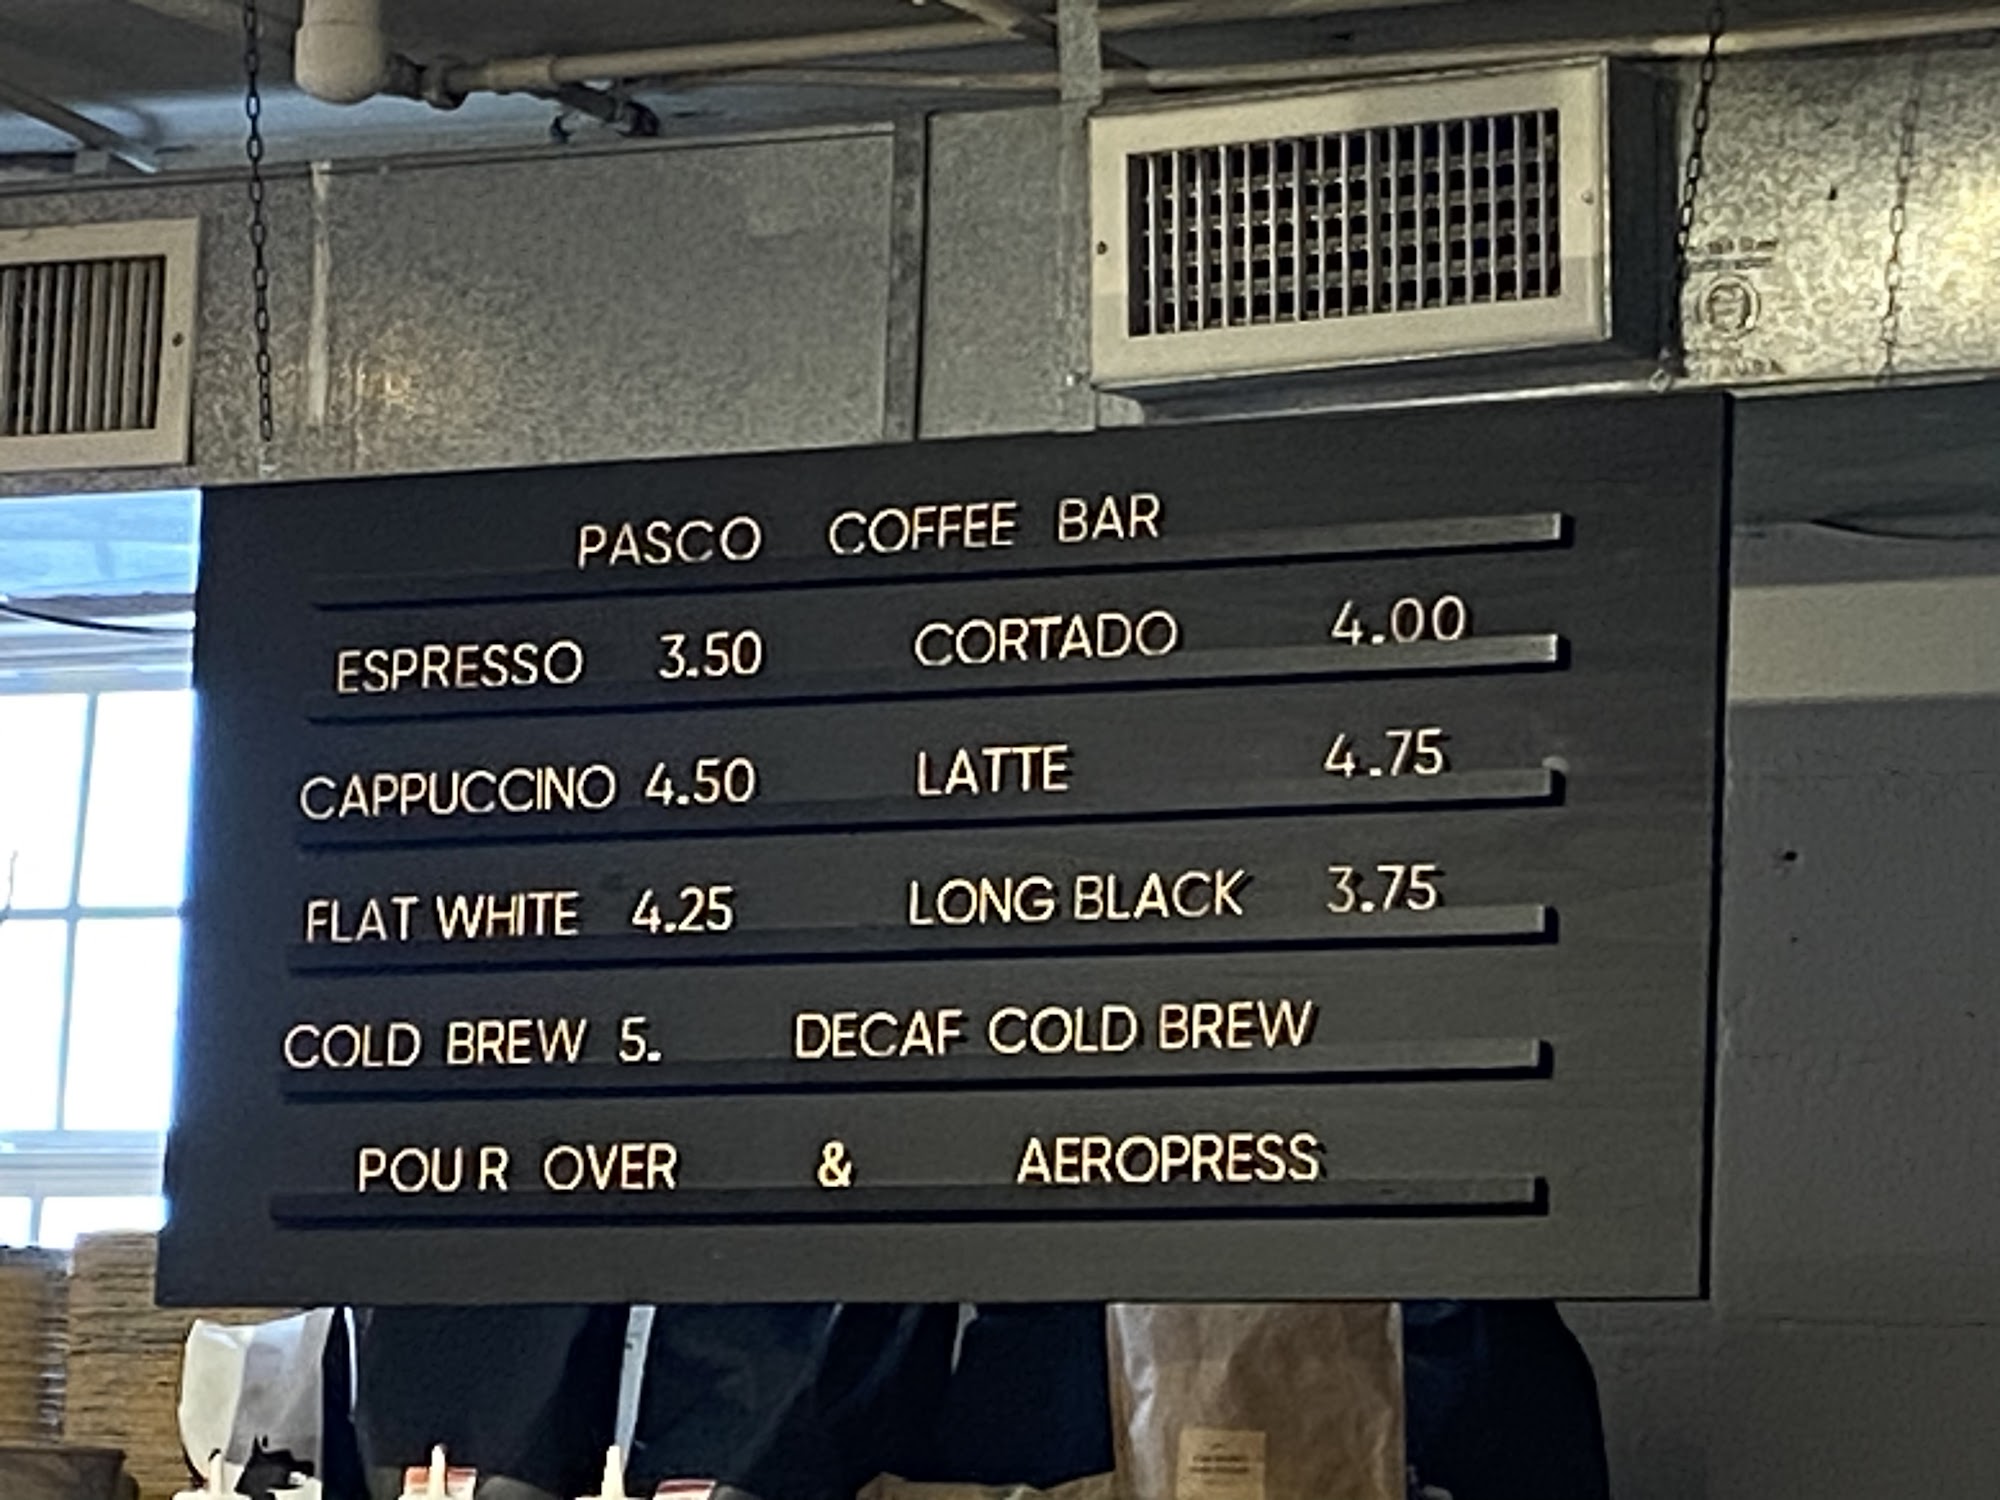 PASCO COFFEE BAR
ESPRESSO 3.50 CORTADO 4.00
CAPPUCCINO 4.50 LATTE 4.75
FLAT WHITE 4.25 LONG BLACK 3.75
COLD BREW 5. DECAF COLD BREW
POUR OVER & AEROPRESS